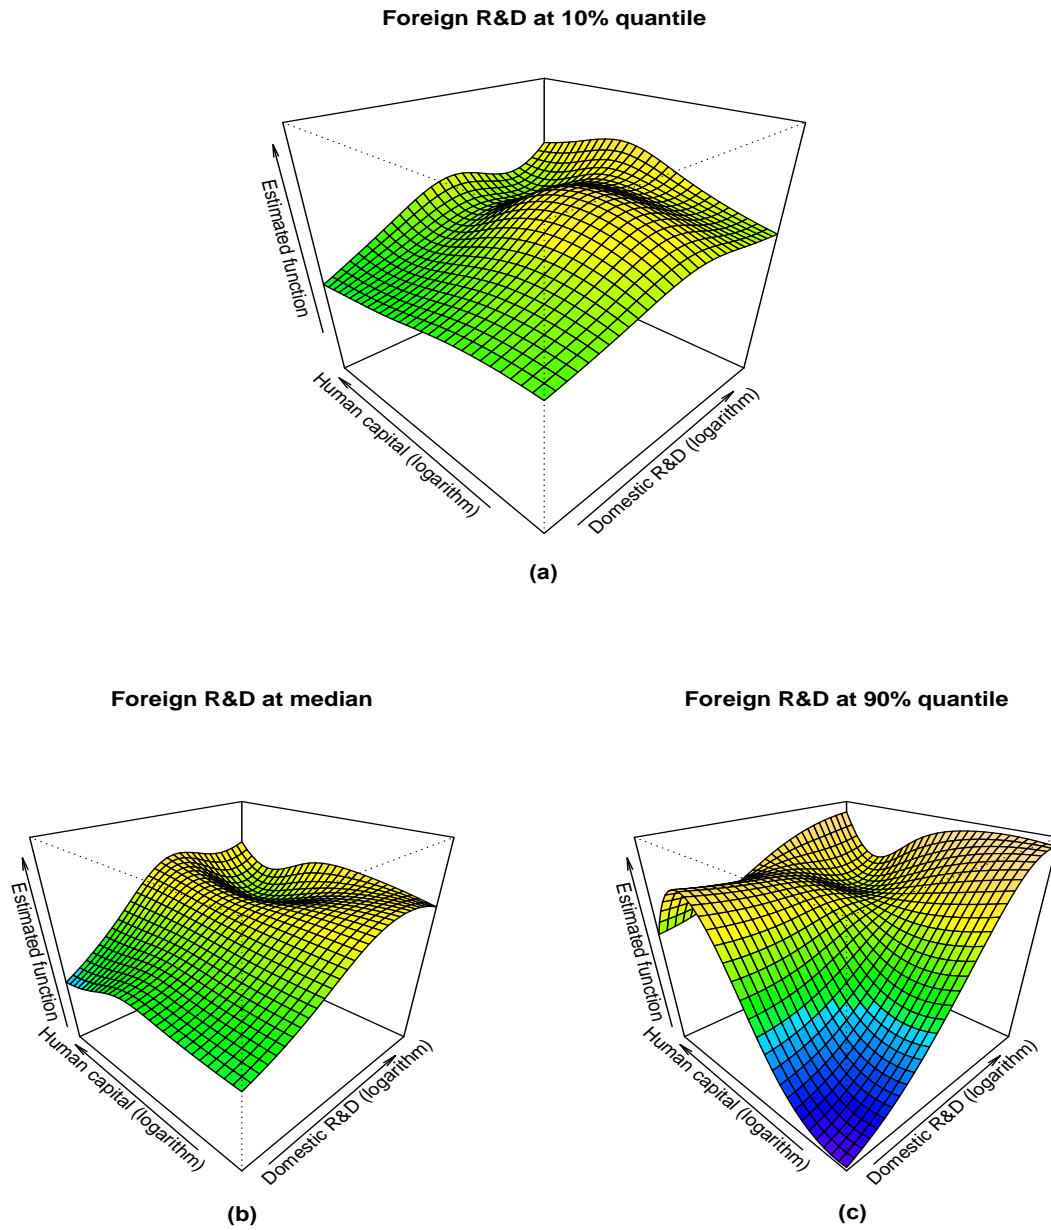 Foreign R&D at 10% quantile
Estimated function
Human capital (logarithm)
Domestic R&D (logarithm)
(a)
Foreign R&D at median
Estimated function
Human capital (logarithm)
Domestic R&D (logarithm)
(b)
Foreign R&D at 90% quantile
Estimated function
Human capital (logarithm)
Domestic R&D (logarithm)
(c)